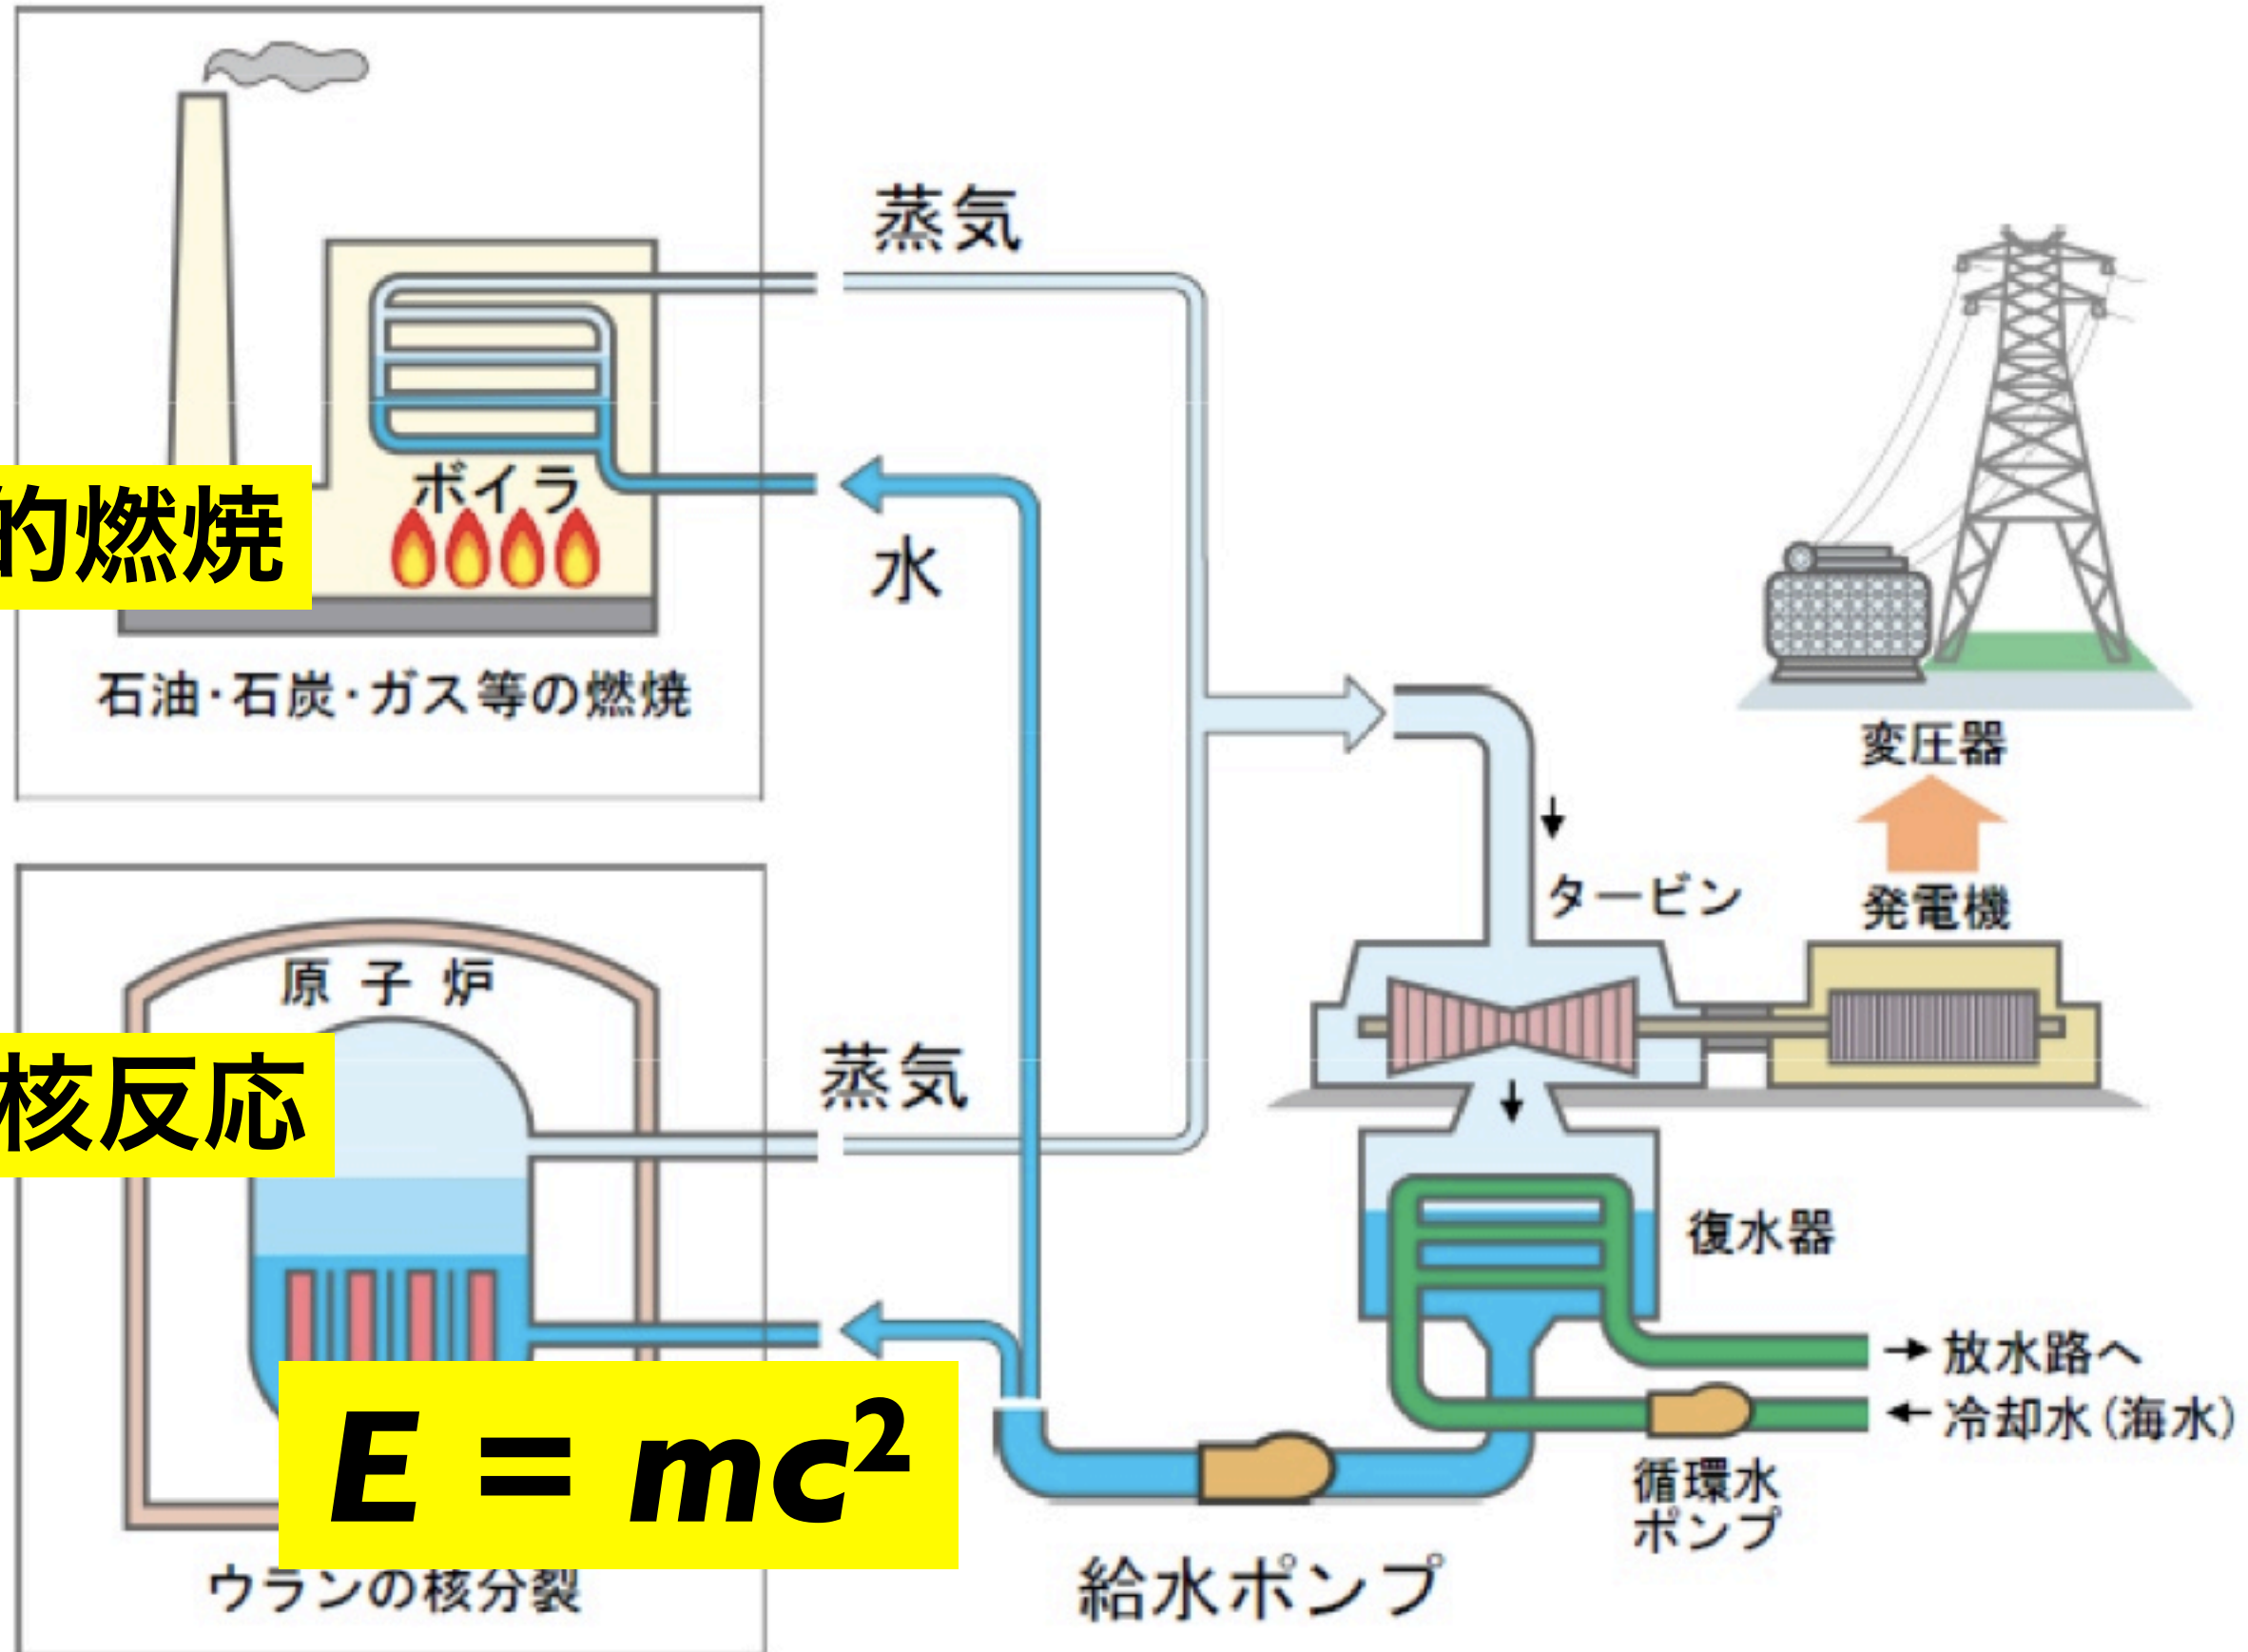 蒸気
ボイラ
的燃焼
水
石油・石炭・ガス等の燃焼
変圧器
タービン
発電機
原子炉
核反応
蒸気
復水器
→ 放水路へ
← 冷却水(海水)
循環水
ポンプ
E = mc²
ウランの核分裂
給水ポンプ